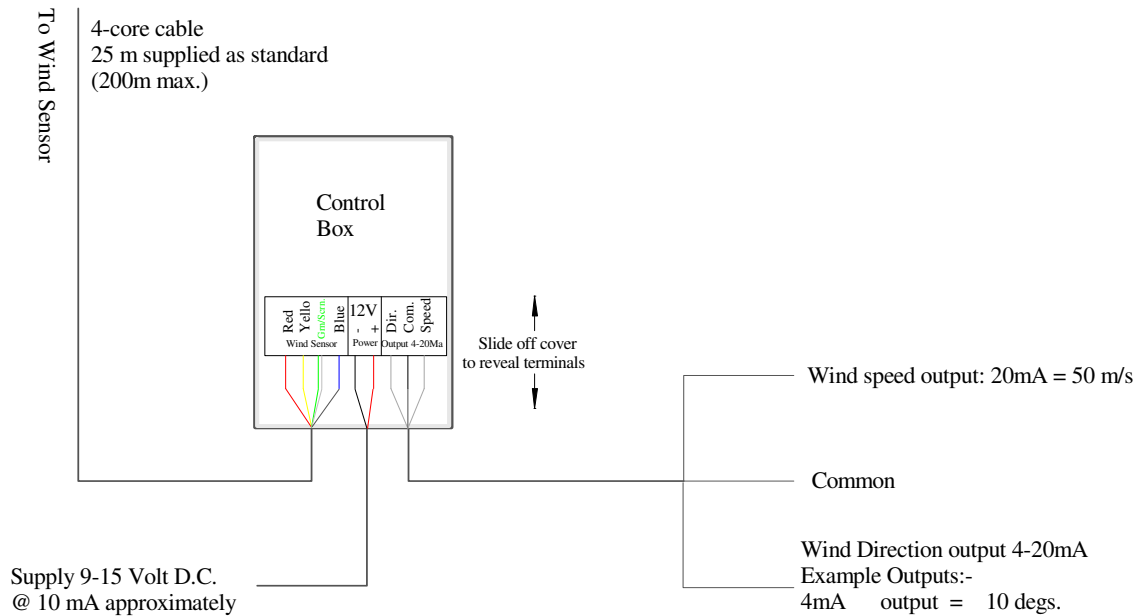 To Wind Sensor
4-core cable
25 m supplied as standard
(200m max.)
Control
Box
Red
Yello
Grn/Scrn.
Blue
12V
-
+
Dir.
Com.
Speed
Wind Sensor
Power
Output 4-20Ma
Slide off cover
to reveal terminals
Wind speed output: 20mA = 50 m/s
Common
Wind Direction output 4-20mA
Example Outputs:-
4mA output = 10 degs.
Supply 9-15 Volt D.C.
@ 10 mA approximately